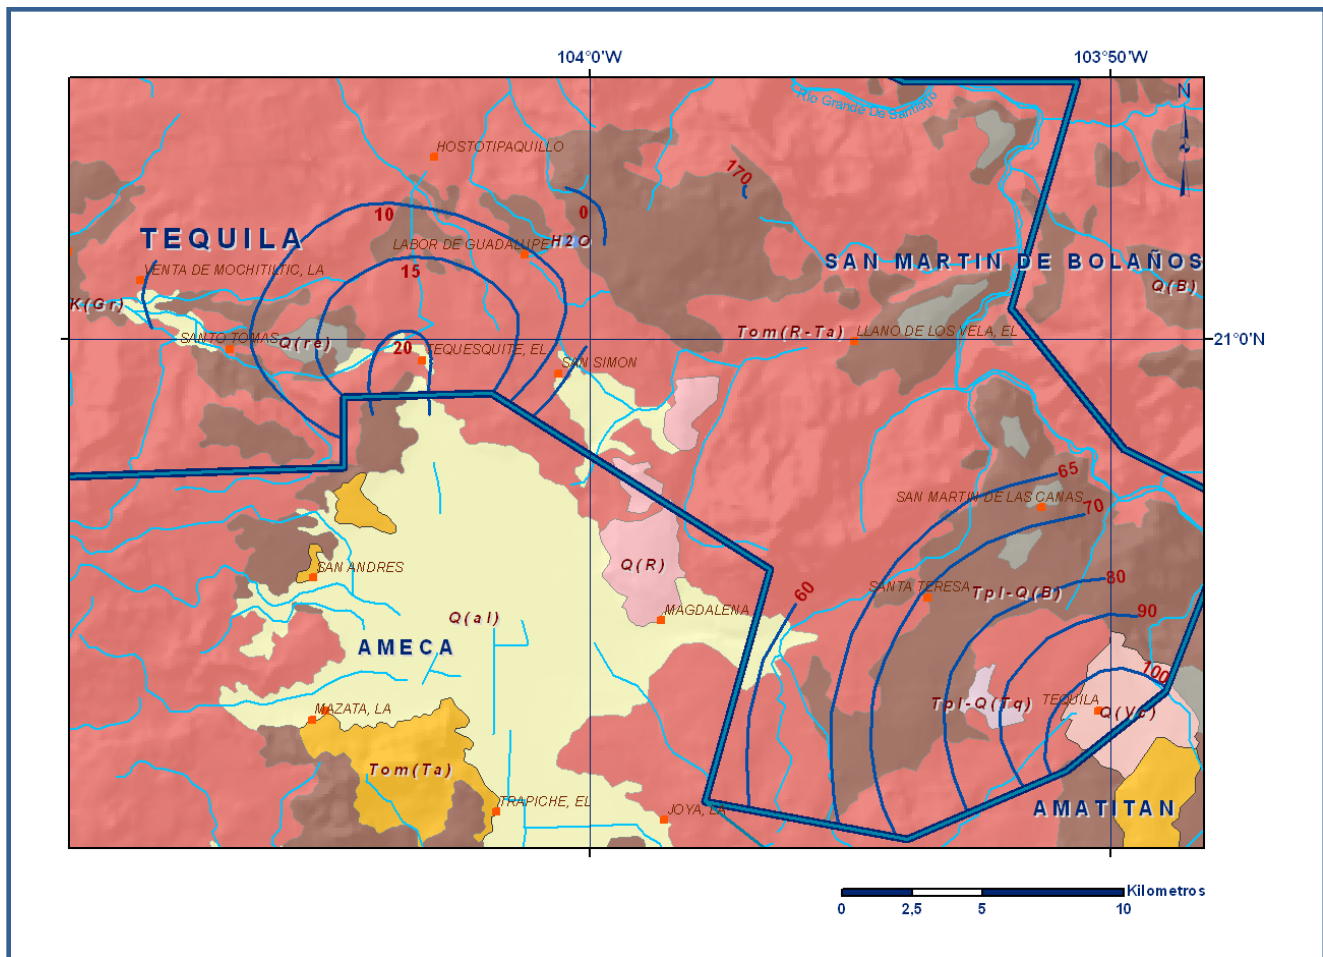 104°0'W
103°50'W
N
Rio Grande De Santiago
HOSTOTIPAQUILLO
170
10
0
TEQUILA
LABOR DE GUADALUPE
H2O
SAN MARTIN DE BOLAÑOS
VENTA DE MOCHITILTIC, LA
15
Q(B)
K(Gr)
Tom(R-Ta)
LLANO DE LOS VELA, EL
SANTO TOMAS
Q(re)
20
TEQUESQUITE, EL
21°0'N
SAN SIMON
65
SAN MARTIN DE LAS CAÑAS
70
Q(R)
SAN ANDRES
80
SANTA TERESA
Tpl-Q(B)
60
MAGDALENA
90
Q(al)
AMECA
100
Tpl-Q(Tq)
TEQUILA
Q(Vc)
MAZATA, LA
Tom(Ta)
TRAPICHE, EL
JOYA, LA
AMATITAN
Kilometros
0 2,5 5 10